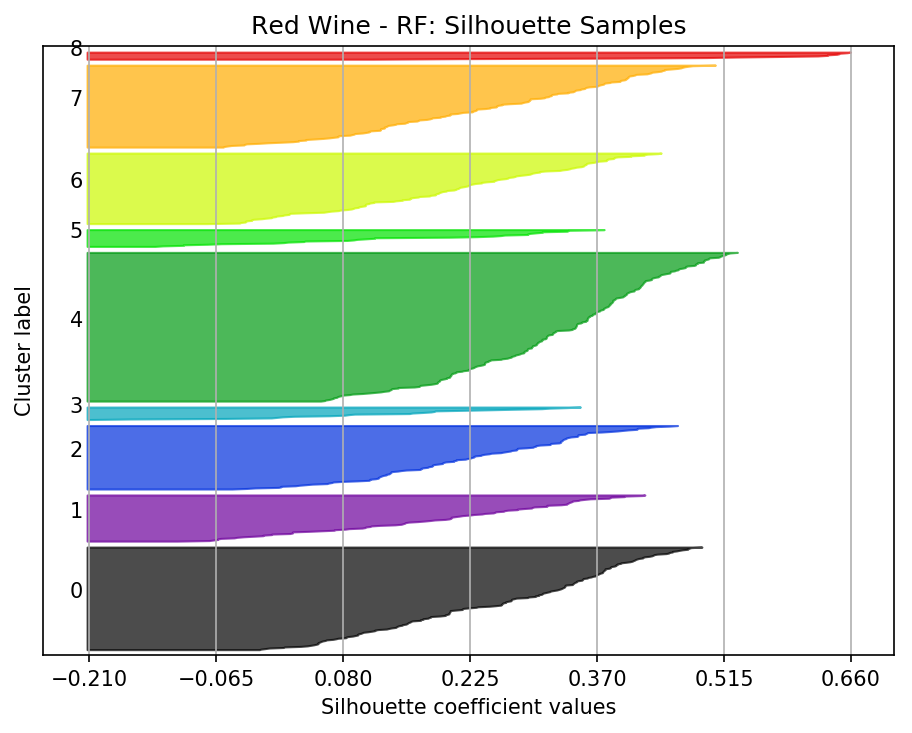 Red Wine - RF: Silhouette Samples
8
7
6
5
4
3
2
1
0
Cluster label
−0.210 −0.065 0.080 0.225 0.370 0.515 0.660
Silhouette coefficient values